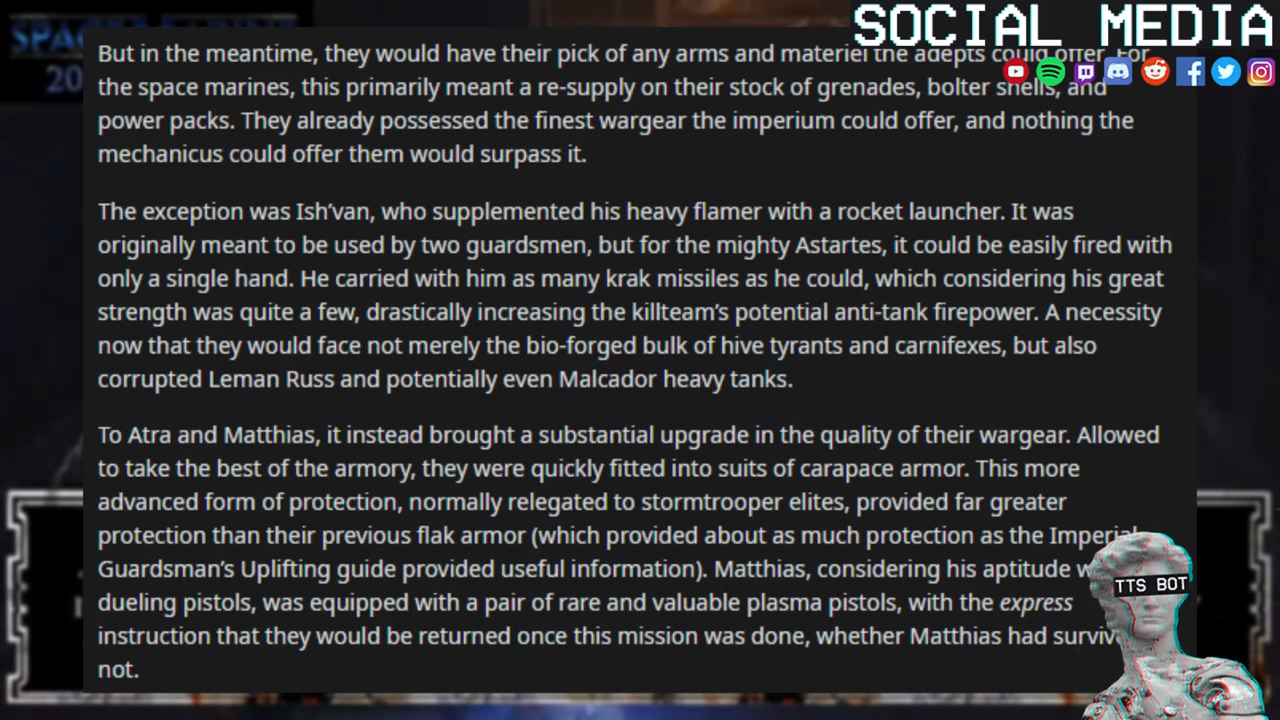 SOCIAL MEDIA
But in the meantime, they would have their pick of any arms and materiel the adepts could offer. For
the space marines, this primarily meant a re-supply on their stock of grenades, bolter shells, and
power packs. They already possessed the finest wargear the imperium could offer, and nothing the
mechanicus could offer them would surpass it.
The exception was Ish’van, who supplemented his heavy flamer with a rocket launcher. It was
originally meant to be used by two guardsmen, but for the mighty Astartes, it could be easily fired with
only a single hand. He carried with him as many krak missiles as he could, which considering his great
strength was quite a few, drastically increasing the killteam’s potential anti-tank firepower. A necessity
now that they would face not merely the bio-forged bulk of hive tyrants and carnifexes, but also
corrupted Leman Russ and potentially even Malcador heavy tanks.
To Atra and Matthias, it instead brought a substantial upgrade in the quality of their wargear. Allowed
to take the best of the armory, they were quickly fitted into suits of carapace armor. This more
advanced form of protection, normally relegated to stormtrooper elites, provided far greater
protection than their previous flak armor (which provided about as much protection as the Imperial
Guardsman’s Uplifting guide provided useful information). Matthias, considering his aptitude
dueling pistols, was equipped with a pair of rare and valuable plasma pistols, with the express
instruction that they would be returned once this mission was done, whether Matthias had
not.
TTS BOT